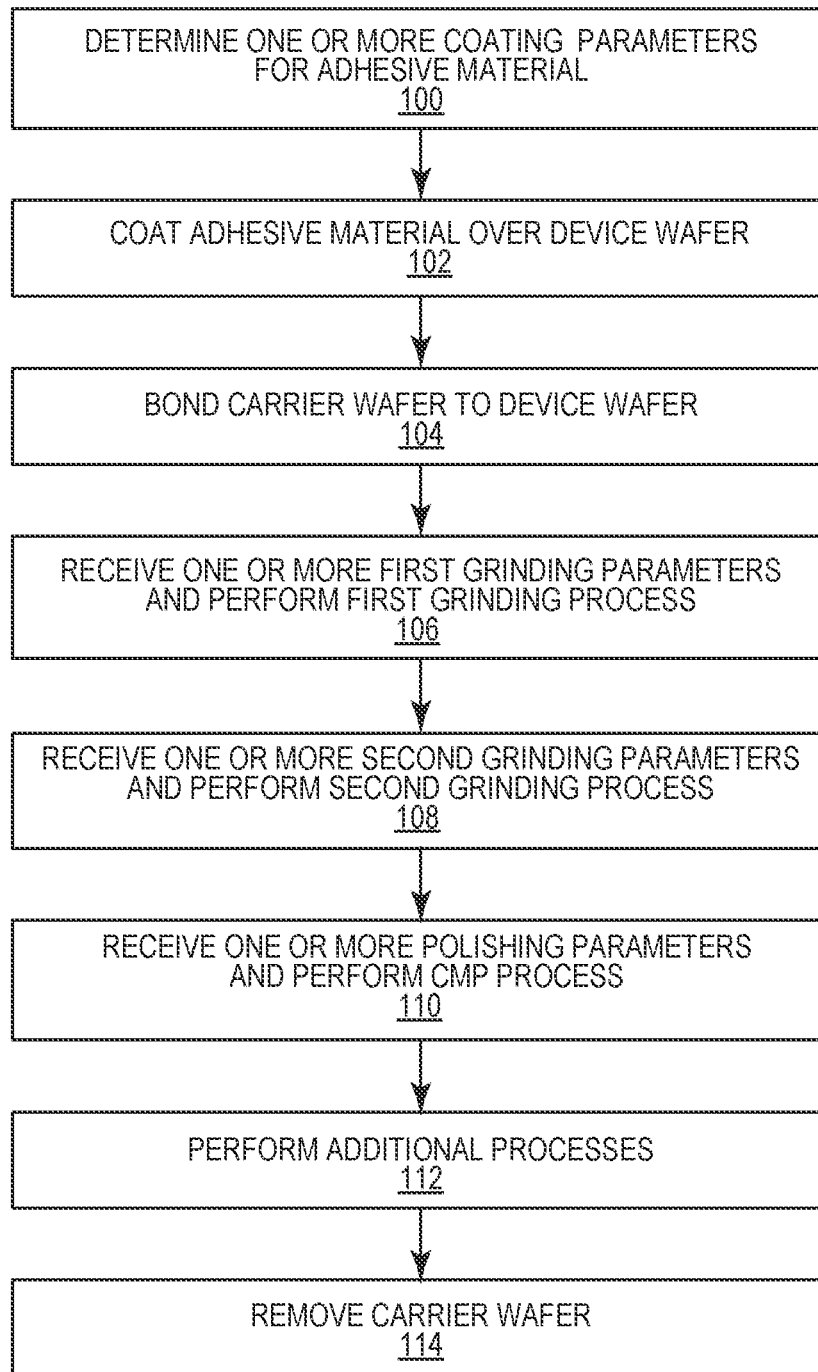 DETERMINE ONE OR MORE COATING PARAMETERS
FOR ADHESIVE MATERIAL
100
COAT ADHESIVE MATERIAL OVER DEVICE WAFER
102
BOND CARRIER WAFER TO DEVICE WAFER
104
RECEIVE ONE OR MORE FIRST GRINDING PARAMETERS
AND PERFORM FIRST GRINDING PROCESS
106
RECEIVE ONE OR MORE SECOND GRINDING PARAMETERS
AND PERFORM SECOND GRINDING PROCESS
108
RECEIVE ONE OR MORE POLISHING PARAMETERS
AND PERFORM CMP PROCESS
110
PERFORM ADDITIONAL PROCESSES
112
REMOVE CARRIER WAFER
114